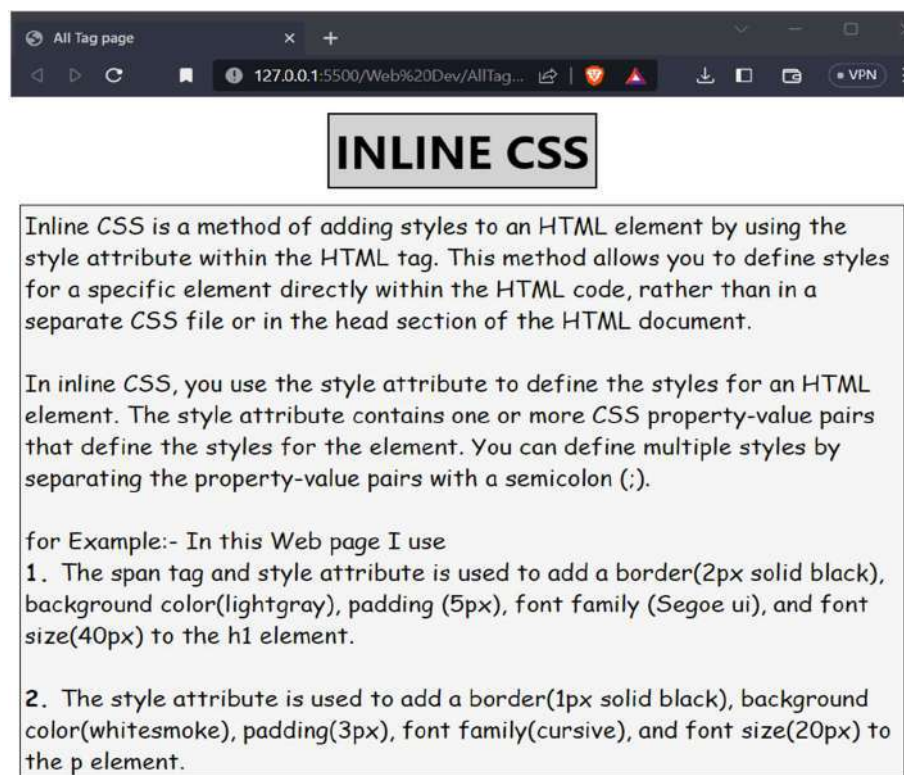 All Tag page
127.0.0.1:5500/Web%20Dev/AllTag...
VPN
INLINE CSS
Inline CSS is a method of adding styles to an HTML element by using the
style attribute within the HTML tag. This method allows you to define styles
for a specific element directly within the HTML code, rather than in a
separate CSS file or in the head section of the HTML document.
In inline CSS, you use the style attribute to define the styles for an HTML
element. The style attribute contains one or more CSS property-value pairs
that define the styles for the element. You can define multiple styles by
separating the property-value pairs with a semicolon (;).
for Example:- In this Web page I use
1. The span tag and style attribute is used to add a border(2px solid black),
background color(lightgray), padding (5px), font family (Segoe ui), and font
size(40px) to the h1 element.
2. The style attribute is used to add a border(1px solid black), background
color(whitesmoke), padding(3px), font family(cursive), and font size(20px) to
the p element.